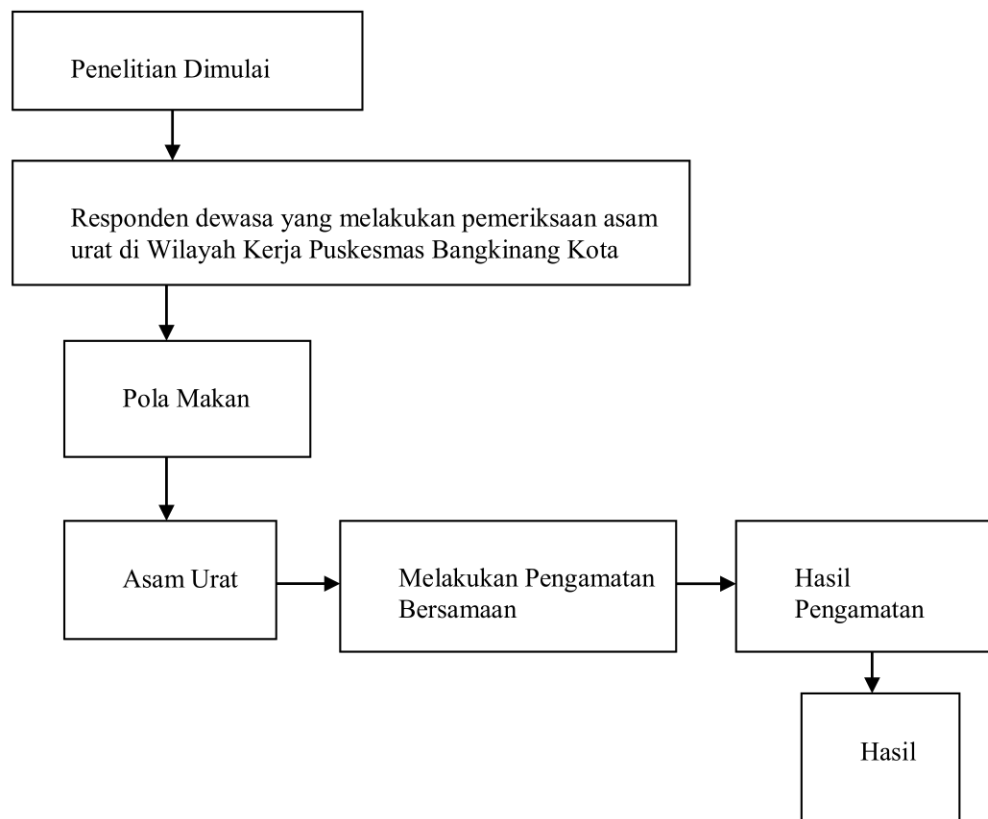 Penelitian Dimulai
Responden dewasa yang melakukan pemeriksaan asam
urat di Wilayah Kerja Puskesmas Bangkinang Kota
Pola Makan
Asam Urat
Melakukan Pengamatan
Bersamaan
Hasil
Pengamatan
Hasil